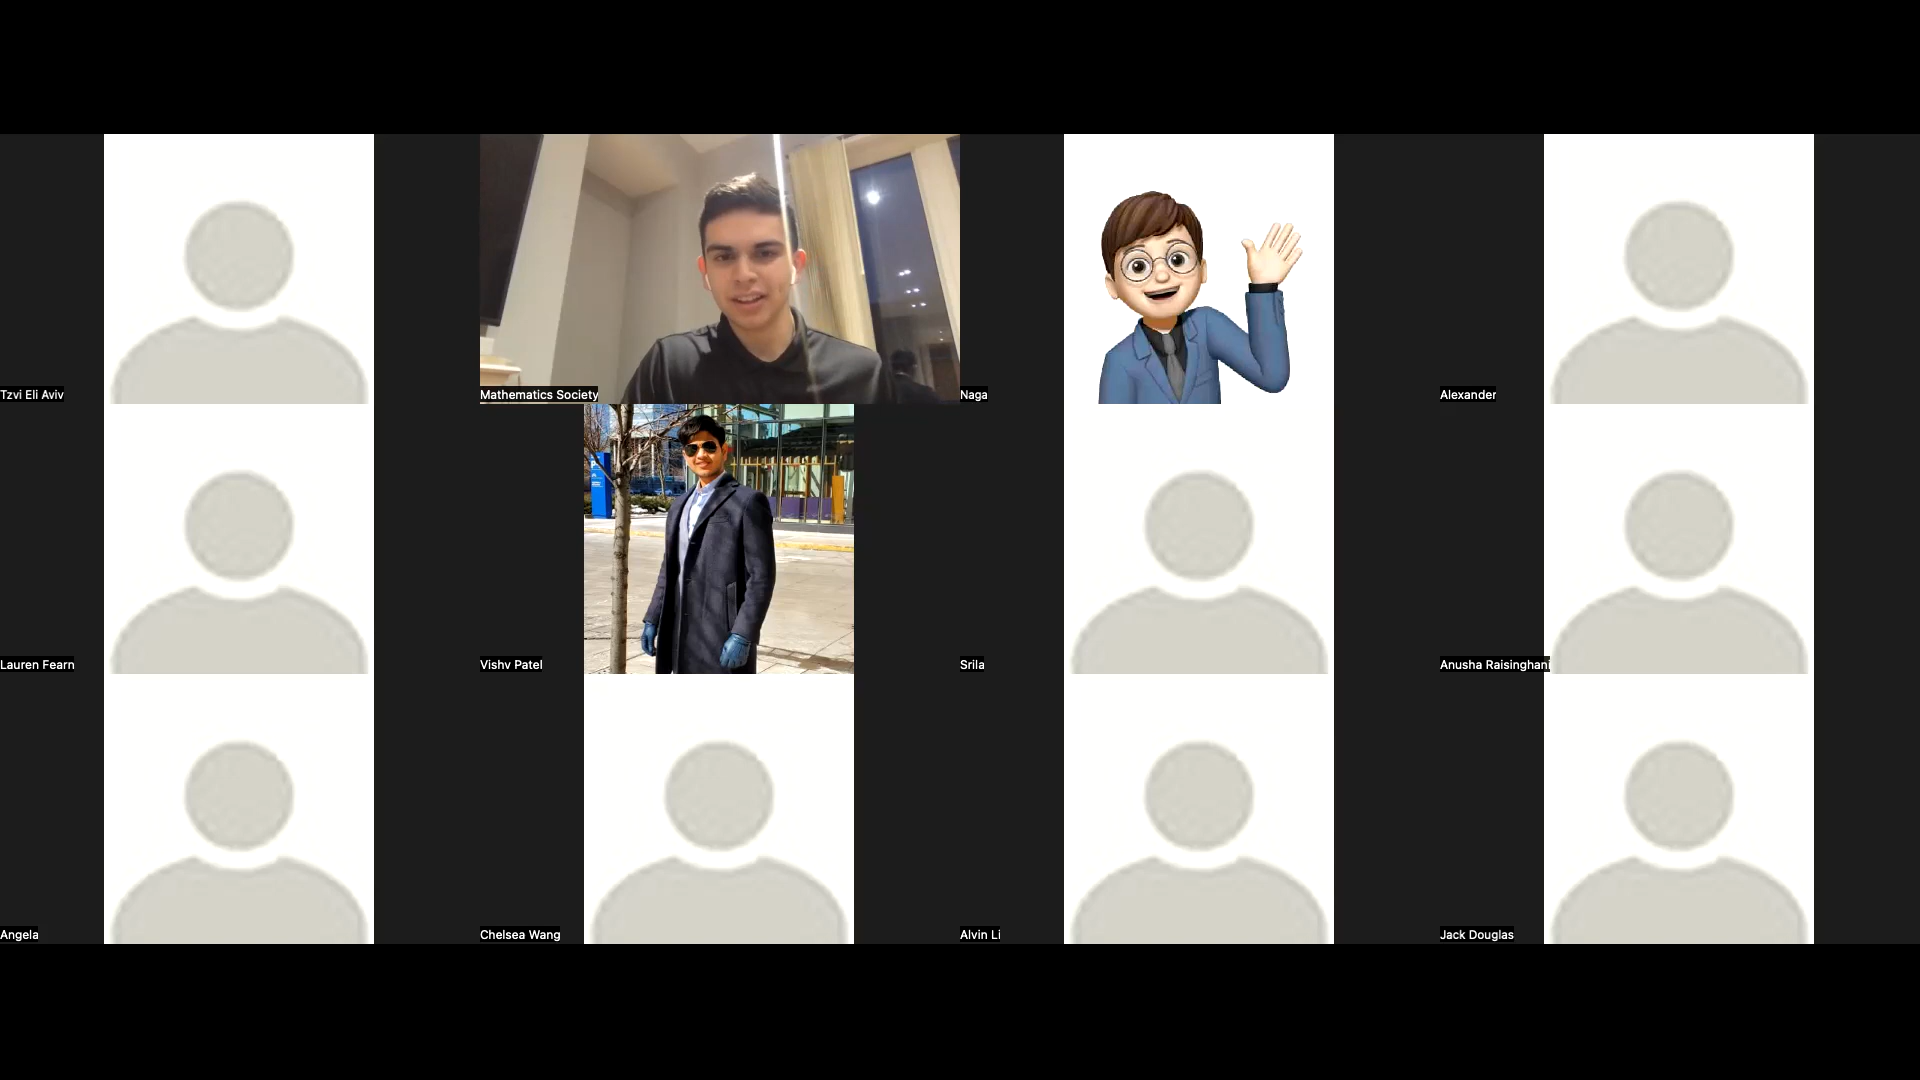 Tzvi Eli Aviv
Mathematics Society
Naga
Alexander
Lauren Fearn
Vishv Patel
Srila
Anusha Raisinghani
Angela
Chelsea Wang
Alvin Li
Jack Douglas